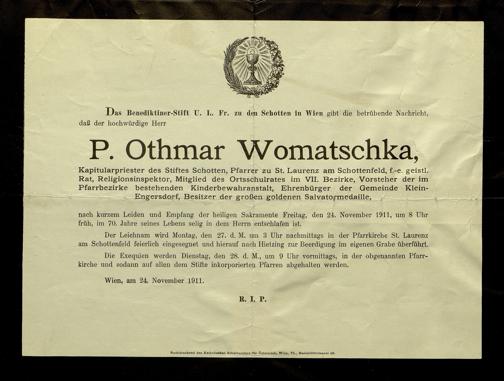 Das Benediktiner-Stift U. L. Fr. zu den Schotten in Wien gibt die betrübende Nachricht,
daß der hochwürdige Herr
P. Othmar Womatschka,
Kapitularpriester des Stiftes Schotten, Pfarrer zu St. Laurenz am Schottenfeld, f.-e. geistl.
Rat, Religionsinspektor, Mitglied des Ortsschulrates im VII. Bezirke, Vorsteher der im
Pfarrbezirke bestehenden Kinderbewahranstalt, Ehrenbürger der Gemeinde Klein-
Engersdorf, Besitzer der großen goldenen Salvatormedaille,
nach kurzem Leiden und Empfang der heiligen Sakramente Freitag, den 24. November 1911, um 8 Uhr
früh, im 70. Jahre seines Lebens selig in dem Herrn entschlafen ist.
Der Leichnam wird Montag, den 27. d. M., um 3 Uhr nachmittags in der Pfarrkirche St. Laurenz
am Schottenfeld feierlich eingesegnet und hierauf nach Hietzing zur Beerdigung im eigenen Grabe überführt.
Die Exequien werden Dienstag, den 28. d. M., um 9 Uhr vormittags, in der obgenannten Pfarr-
kirche und sodann auf allen dem Stifte inkorporierten Pfarren abgehalten werden.
Wien, am 24. November 1911.
R. I. P.